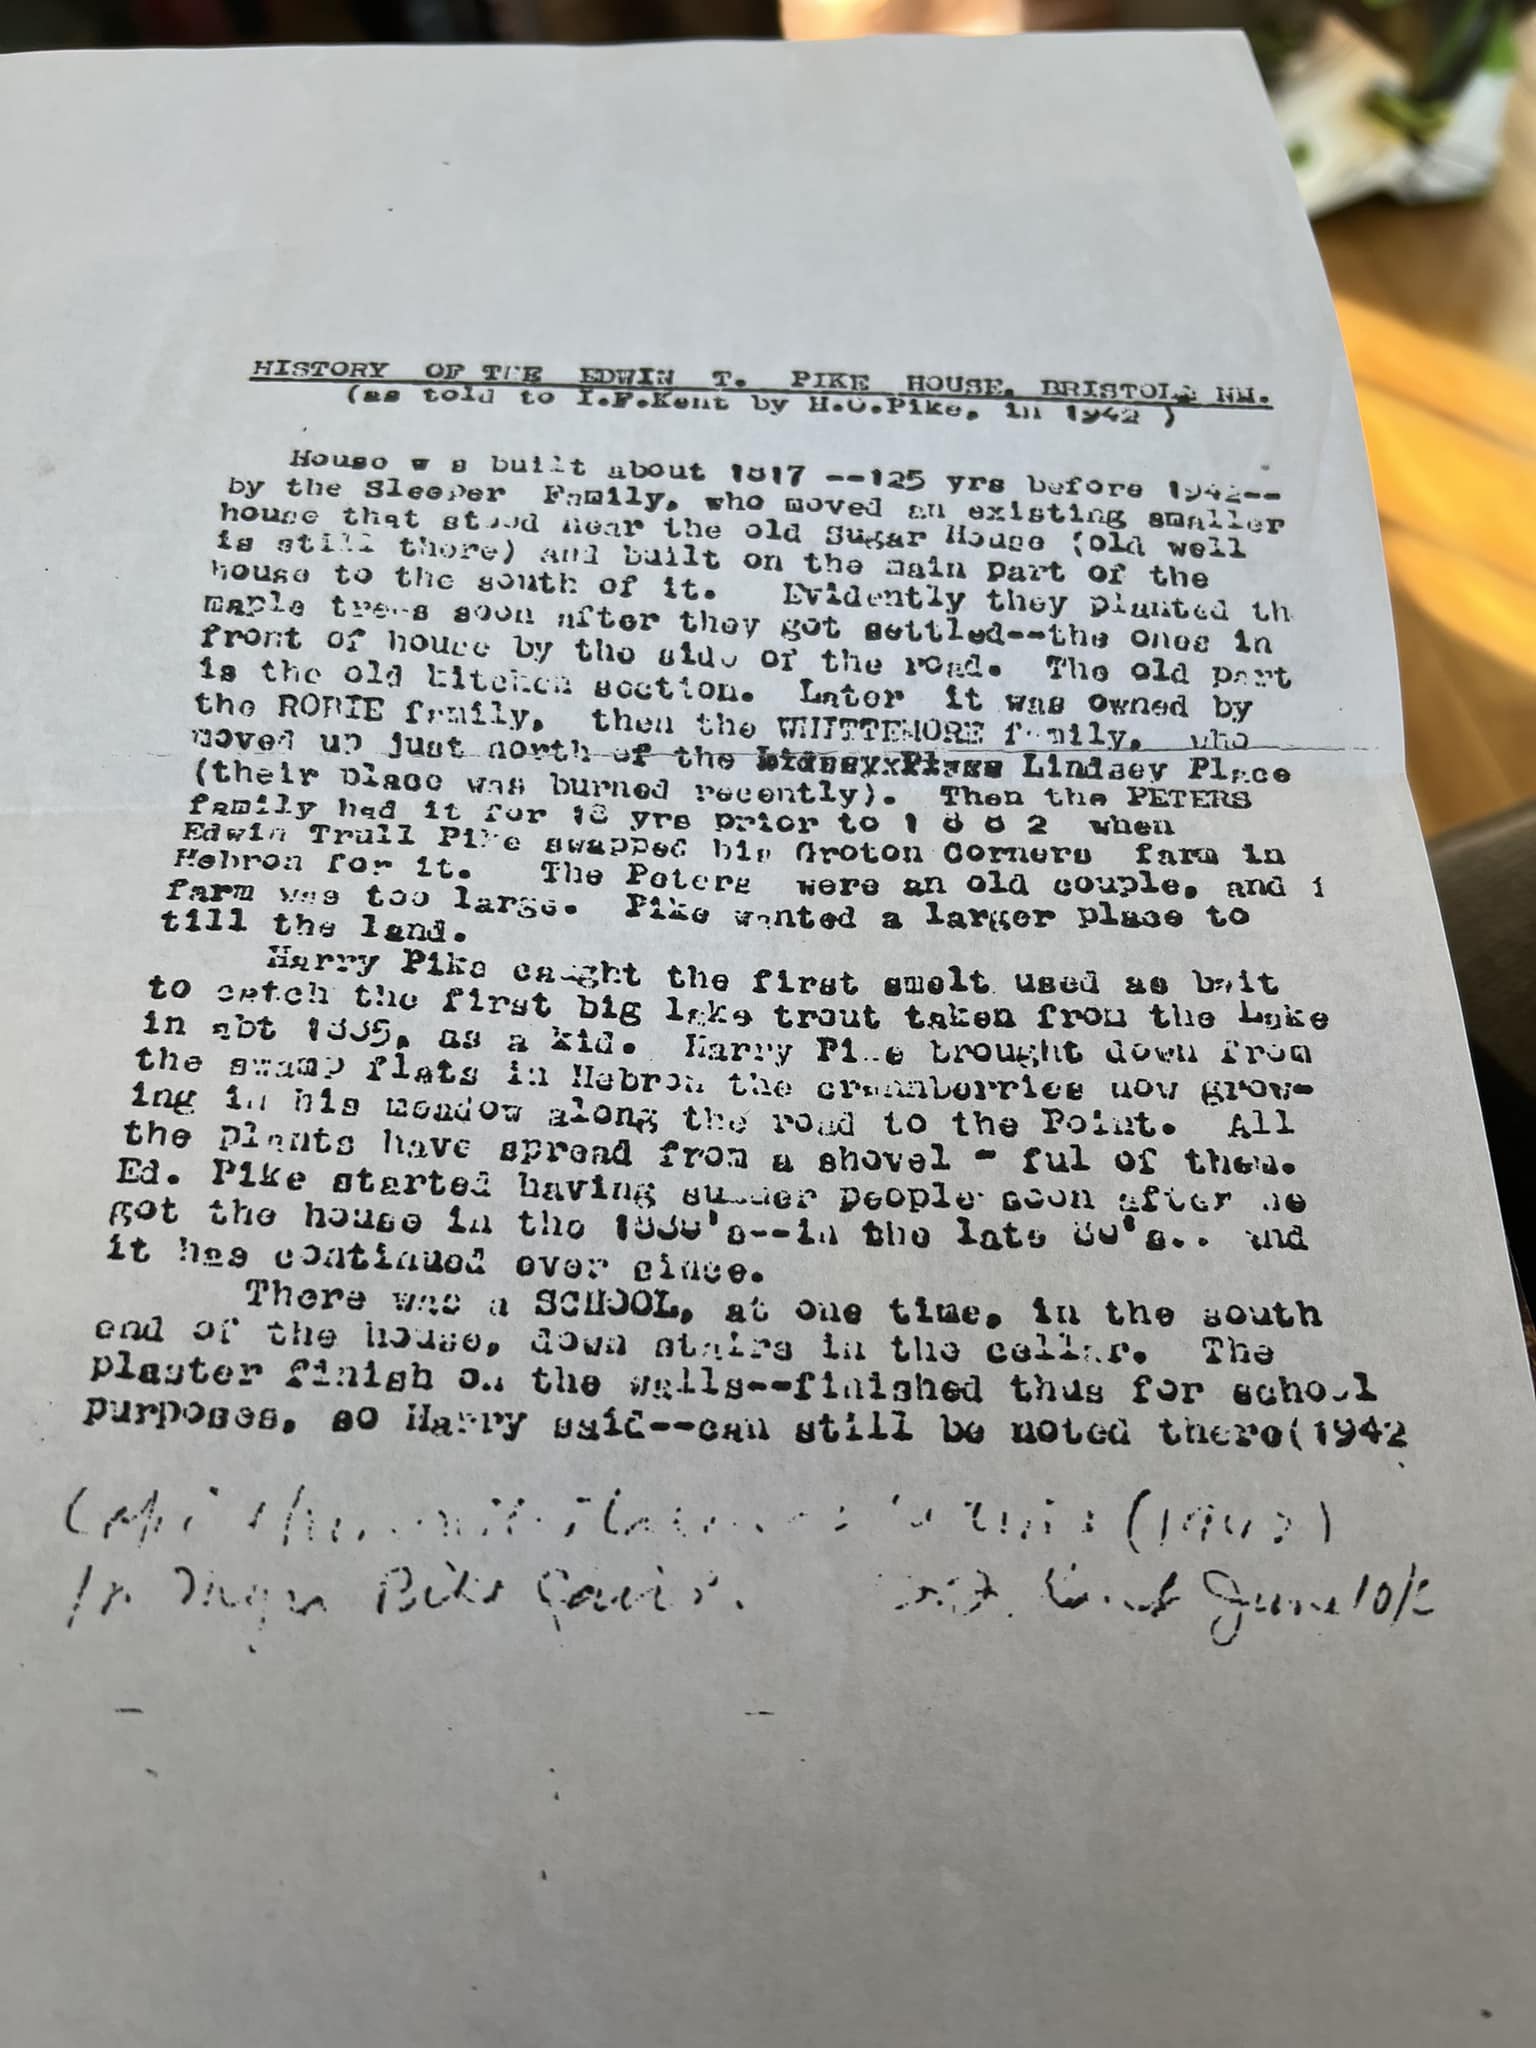 HISTORY OF THE EDWIN T. PIKE HOUSE, BRISTOL, NH.
(as told to I.F.Kent by H.O.Pike, in 1942 )
House w s built about 1817 --125 yrs before 1942--
by the Sleeper Family, who moved an existing smaller
house that stood near the old Sugar House (old well
is still there) and built on the main part of the
house to the south of it. Evidently they planted th
maple trees soon after they got settled--the ones in
front of house by the side of the road. The old part
is the old kitchen section. Later it was owned by
the ROBIE family, then the WHITTEMORE family, who
moved up just north of the Lindsey Place
(their place was burned recently). Then the PETERS
family had it for 18 yrs prior to 1 8 8 2 when
Edwin Trull Pike swapped his Groton Corners farm in
Hebron for it. The Peters were an old couple, and
farm was too large. Pike wanted a larger place to
till the land.
Harry Pike caught the first smelt used as bait
to catch the first big lake trout taken from the Lake
in abt 1885, as a kid. Harry Pike brought down from
the swamp flats in Hebron the cranberries now grow-
ing in his meadow along the road to the Point. All
the plants have spread from a shovel - ful of them.
Ed. Pike started having summer people soon after he
got the house in the 1880's--in the late 80's.. and
it has continued ever since.
There was a SCHOOL, at one time, in the south
end of the house, down stairs in the cellar. The
plaster finish on the walls--finished thus for school
purposes, so Harry said--can still be noted there(1942
Pike June 10/